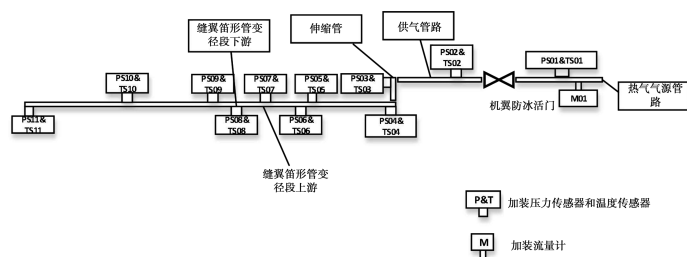 缝翼笛形管变
径段下游
伸缩管
供气管路
PS10&
TS10
PS09&
TS09
PS07&
TS07
PS05&
TS05
PS03&
TS03
PS02&
TS02
PS01&TS01
热气气源管
路
M01
机翼防冰活门
PS11&
TS11
PS08&
TS08
PS06&
TS06
PS04&
TS04
缝翼笛形管变
径段上游
P&T
加装压力传感器和温度传感器
M
加装流量计